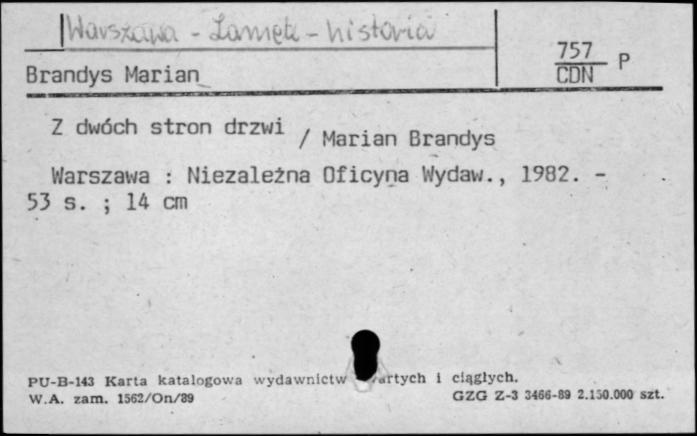 Warszawa - Zamek - historia
757 P
CDN
Brandys Marian
Z dwóch stron drzwi / Marian Brandys
Warszawa : Niezależna Oficyna Wydaw., 1982. -
53 s. ; 14 cm
PU-B-143 Karta katalogowa wydawnictw i ciągłych.
W.A. zam. 1562/On/89 GZG Z-3 3466-89 2.150.000 szt.